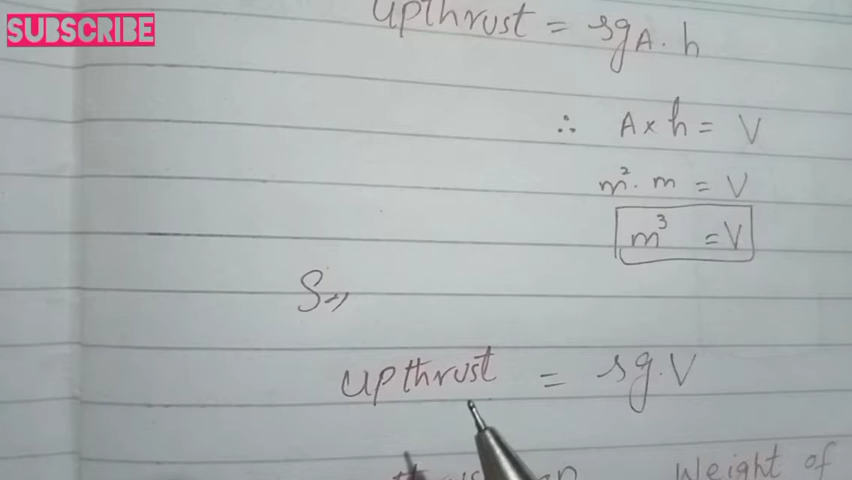 SUBSCRIBE
upthrust = ρgA.h
∴ A×h = V
m².m = V
m³ = V
So,
upthrust = ρg.V
Weight of